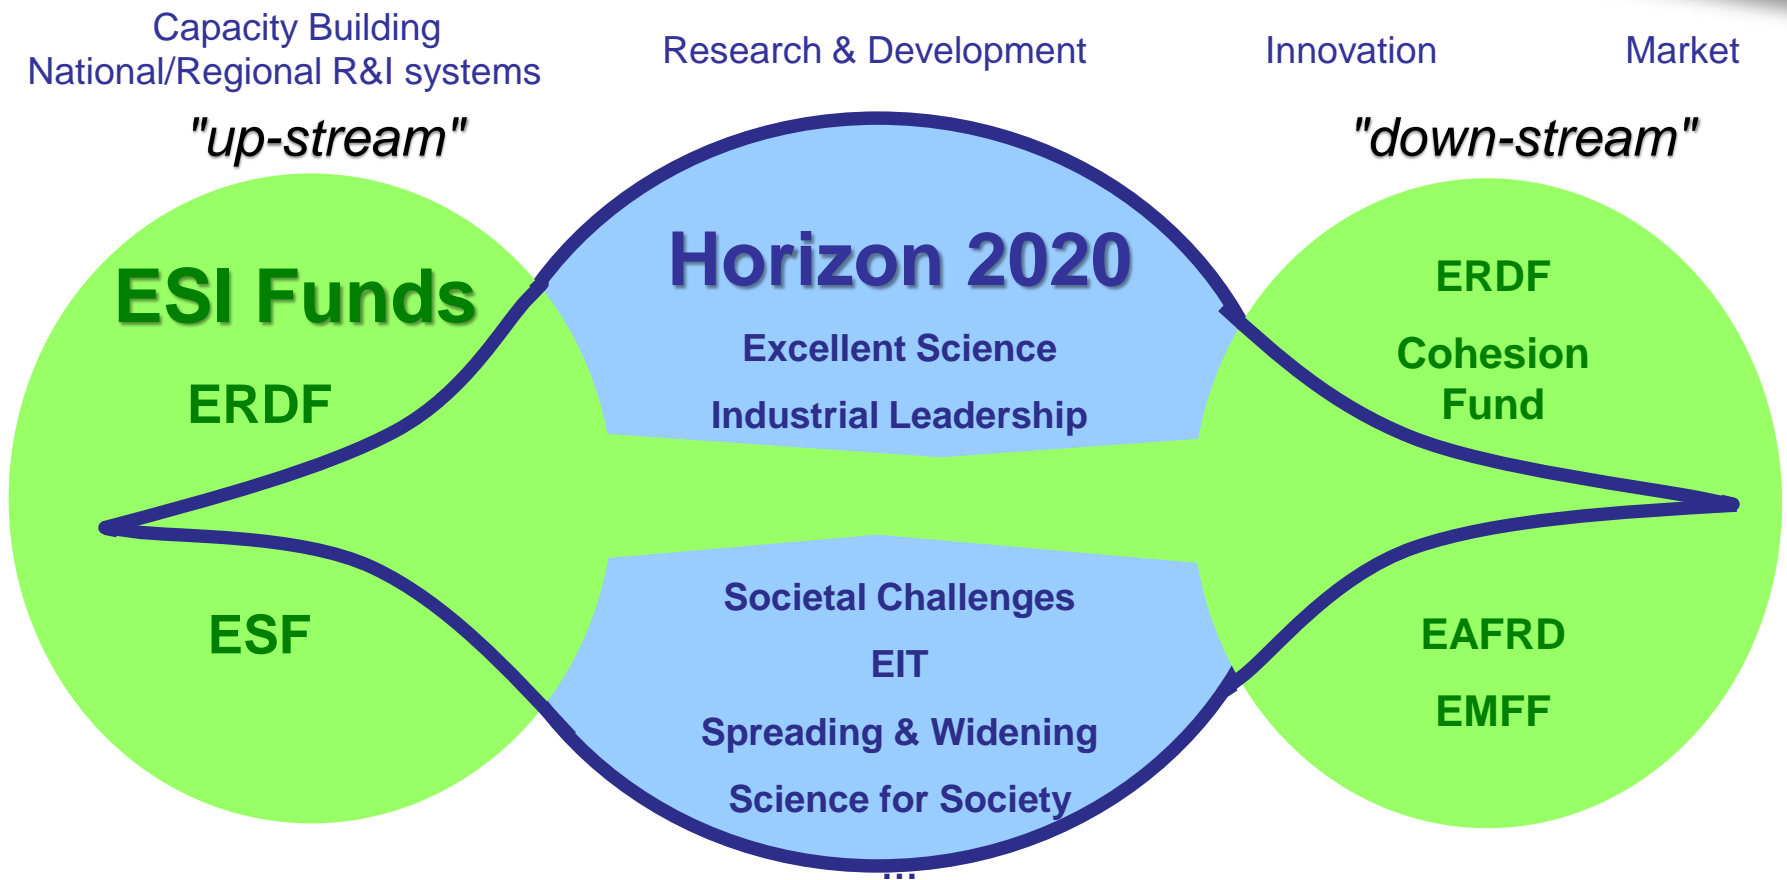 Capacity Building
National/Regional R&I systems
Research & Development
Innovation
Market
"up-stream"
"down-stream"
ESI Funds
ERDF
ESF
Horizon 2020
Excellent Science
Industrial Leadership
Societal Challenges
EIT
Spreading & Widening
Science for Society
...
ERDF
Cohesion
Fund
EAFRD
EMFF